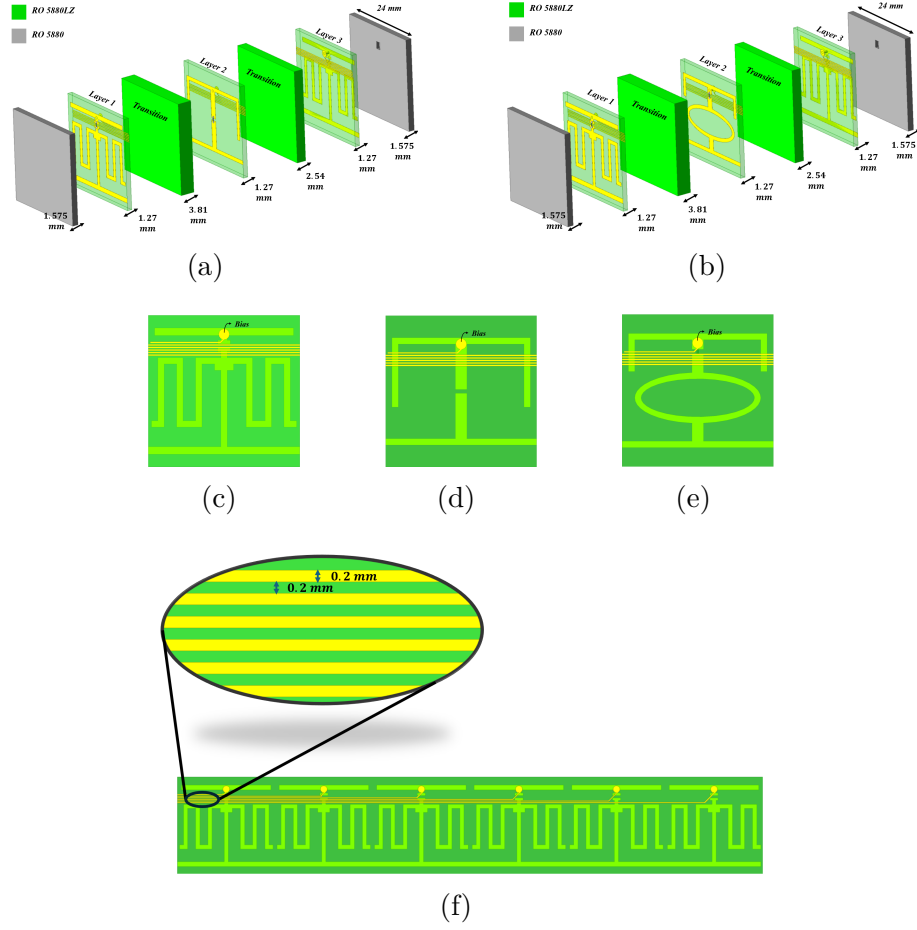 RO 5880LZ
RO 5880
Layer 1
Transition
Layer 2
Transition
Layer 3
24 mm
1.575
mm
1.27
mm
3.81
mm
1.27
mm
2.54
mm
1.27
mm
1.575
mm
(a)
RO 5880LZ
RO 5880
Layer 1
Transition
Layer 2
Transition
Layer 3
24 mm
1.575
mm
1.27
mm
3.81
mm
1.27
mm
2.54
mm
1.27
mm
1.575
mm
(b)
Bias
(c)
Bias
(d)
Bias
(e)
0.2 mm
0.2 mm
(f)